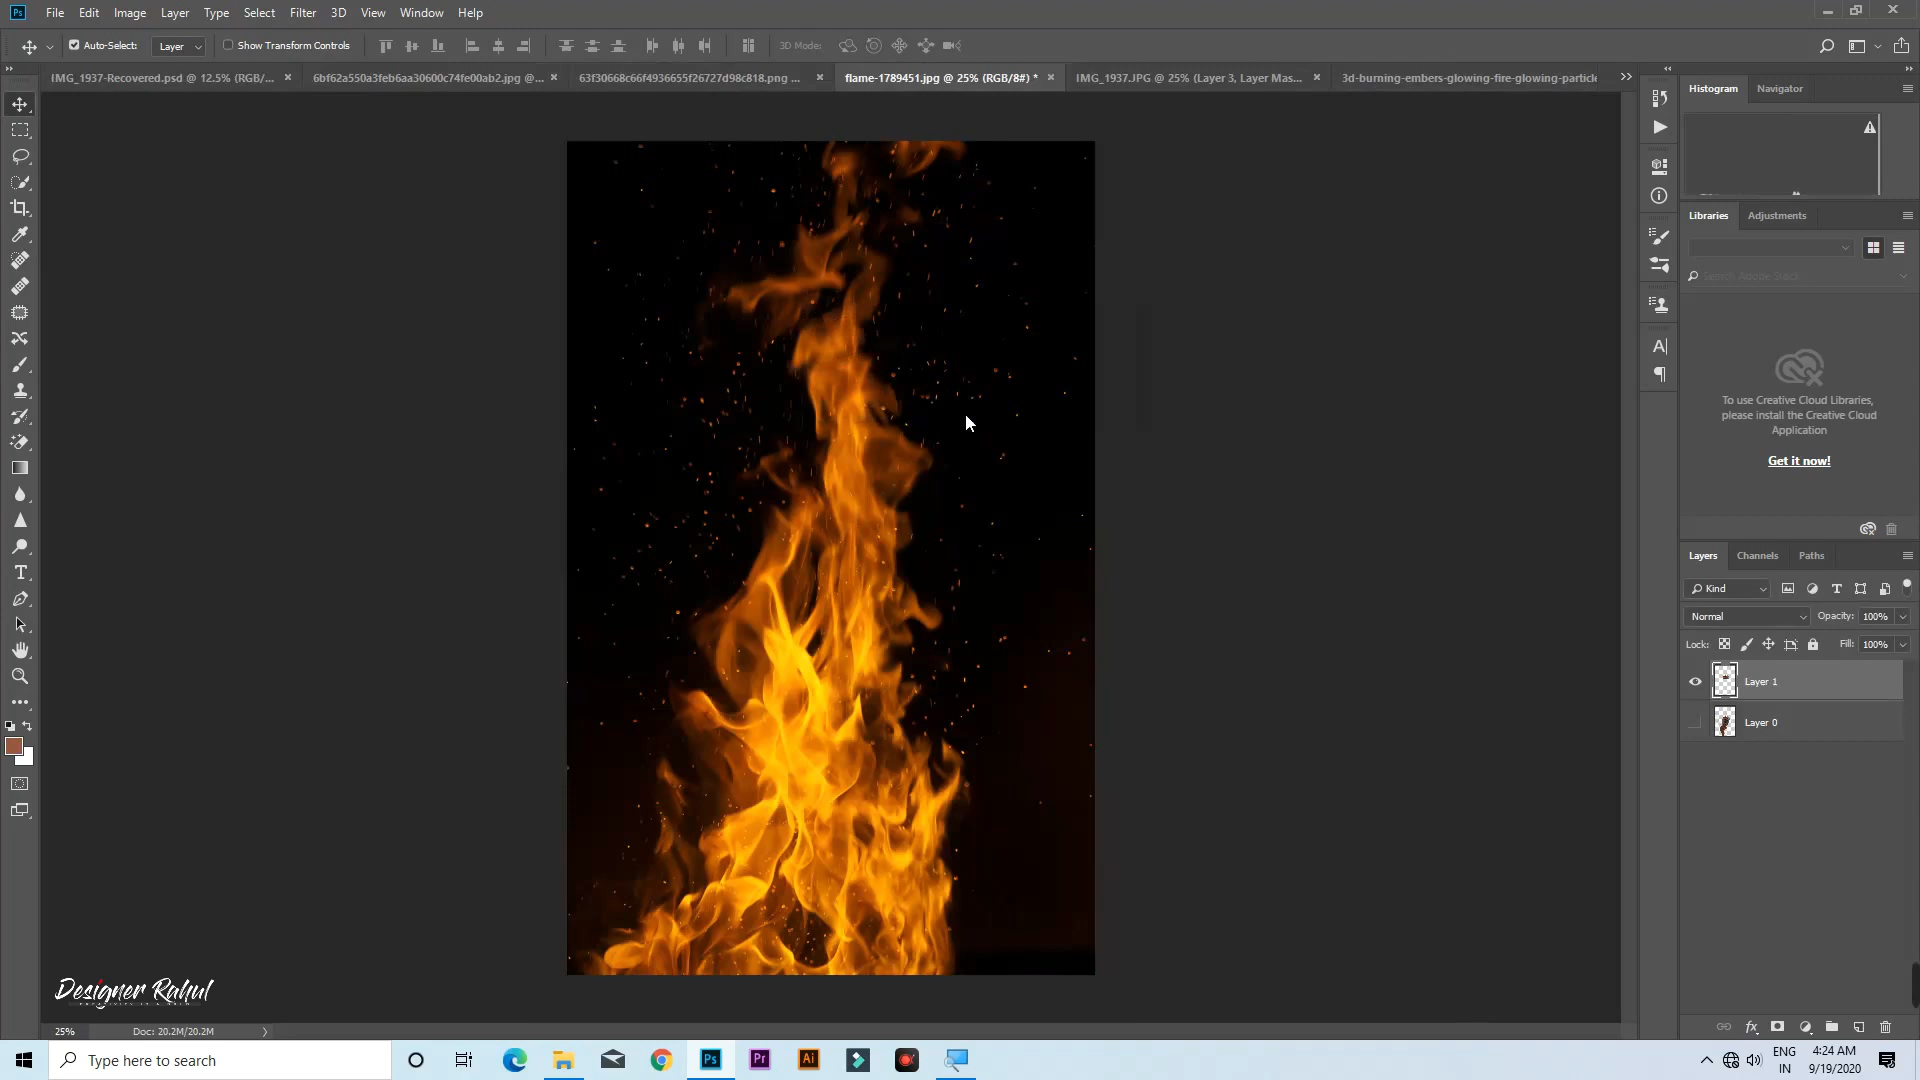 Ps File Edit Image Layer Type Select Filter 3D View Window Help
Auto-Select: Layer Show Transform Controls 3D Mode:
IMG_1937-Recovered.psd @ 12.5% (RGB/... × 6bf62a550a3feb6aa30600c74fe00ab2.jpg @... × 63f30668c66f4936655f26727d98c818.png ... × flame-1789451.jpg @ 25% (RGB/8#) * × IMG_1937.JPG @ 25% (Layer 3, Layer Mas... × 3d-burning-embers-glowing-fire-glowing-particle
Histogram Navigator
Libraries Adjustments
Search Adobe Stock
To use Creative Cloud Libraries,
please install the Creative Cloud
Application
Get it now!
Layers Channels Paths
Kind
Normal Opacity: 100%
Lock: Fill: 100%
Layer 1
Layer 0
Designer Rahul
25% Doc: 20.2M/20.2M
Type here to search
Ps Pr Ai
ENG
IN
4:24 AM
9/19/2020